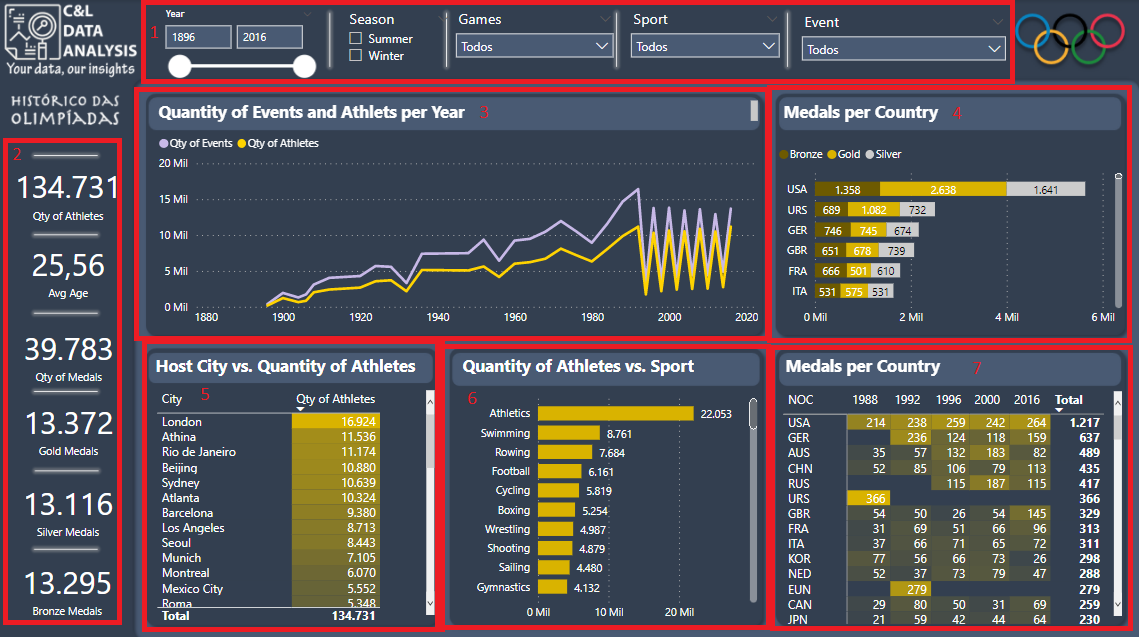 C&L
DATA
ANALYSIS
Your data, our insights
HISTÓRICO DAS
OLIMPÍADAS
1
Year
1896 2016
Season
Summer
Winter
Games
Todos
Sport
Todos
Event
Todos
2
134.731
Qty of Athletes
25,56
Avg Age
39.783
Qty of Medals
13.372
Gold Medals
13.116
Silver Medals
13.295
Bronze Medals
Quantity of Events and Athlets per Year 3
Qty of Events Qty of Athletes
20 Mil
15 Mil
10 Mil
5 Mil
0 Mil
1880 1900 1920 1940 1960 1980 2000 2020
Medals per Country 4
Bronze Gold Silver
USA 1.358 2.638 1.641
URS 689 1.082 732
GER 746 745 674
GBR 651 678 739
FRA 666 501 610
ITA 531 575 531
0 Mil 2 Mil 4 Mil 6 Mil
Host City vs. Quantity of Athletes
5
City Qty of Athletes
London 16.924
Athina 11.536
Rio de Janeiro 11.174
Beijing 10.880
Sydney 10.639
Atlanta 10.324
Barcelona 9.380
Los Angeles 8.713
Seoul 8.443
Munich 7.105
Montreal 6.070
Mexico City 5.552
Roma 5.348
Total 134.731
Quantity of Athletes vs. Sport
6
Athletics 22.053
Swimming 8.761
Rowing 7.684
Football 6.161
Cycling 5.819
Boxing 5.254
Wrestling 4.987
Shooting 4.879
Sailing 4.480
Gymnastics 4.132
0 Mil 10 Mil 20 Mil
Medals per Country 7
NOC 1988 1992 1996 2000 2016 Total
USA 214 238 259 242 264 1.217
GER 236 124 118 159 637
AUS 35 57 132 183 82 489
CHN 52 85 106 79 113 435
RUS 115 187 115 417
URS 366 366
GBR 54 50 26 54 145 329
FRA 31 69 51 66 96 313
ITA 37 66 71 65 72 311
KOR 77 56 66 73 26 298
NED 52 37 73 79 47 288
EUN 279 279
CAN 29 80 50 31 69 259
JPN 21 59 42 44 64 230